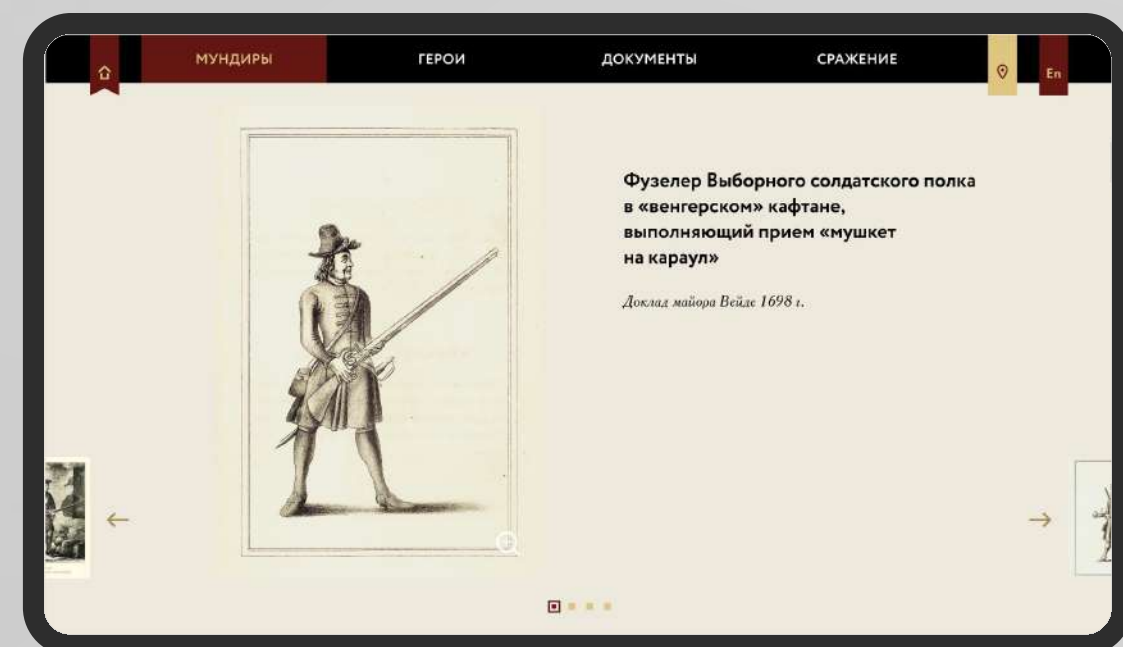 МУНДИРЫ
ГЕРОИ
ДОКУМЕНТЫ
СРАЖЕНИЕ
En
Фузелер Выборного солдатского полка
в «венгерском» кафтане,
выполняющий прием «мушкет
на караул»
Доклад майора Вейде 1698 г.